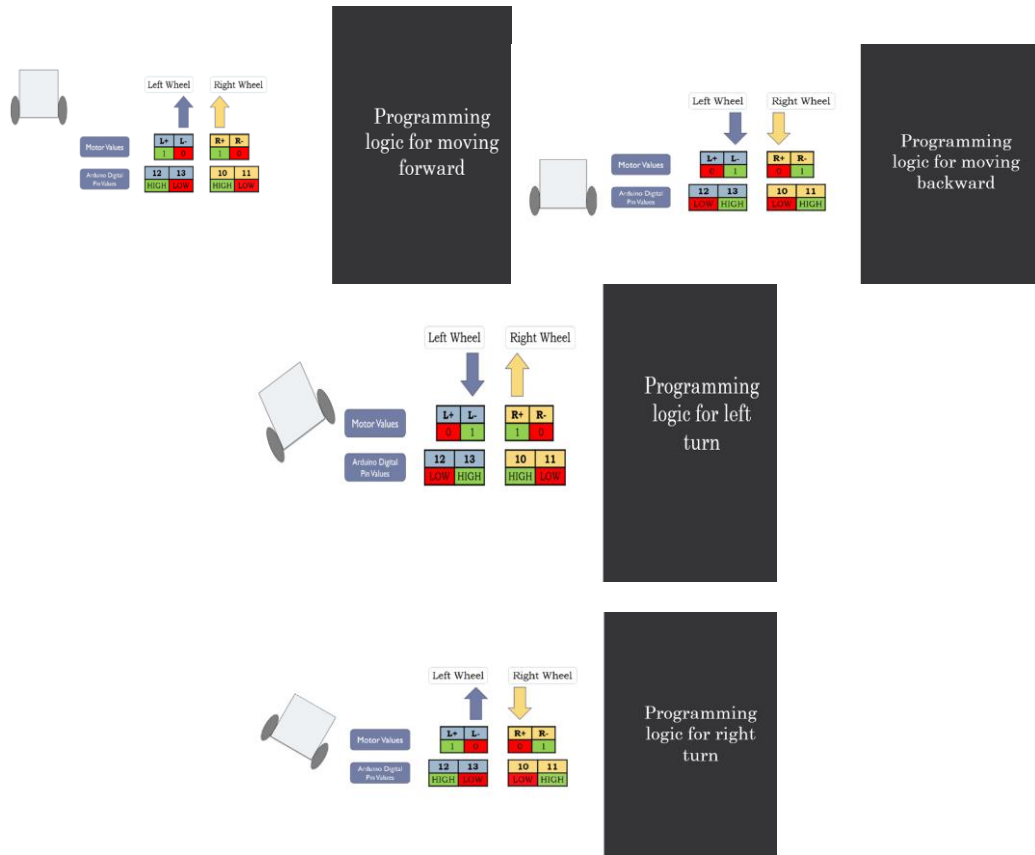 Left Wheel Right Wheel
L+ L- R+ R-
Motor Values 1 0 1 0
12 13 10 11
Arduino Digital
Pin Values
HIGH LOW HIGH LOW
Programming
logic for moving
forward
Left Wheel Right Wheel
L+ L- R+ R-
Motor Values 0 1 0 1
12 13 10 11
Arduino Digital
Pin Values
LOW HIGH LOW HIGH
Programming
logic for moving
backward
Left Wheel Right Wheel
L+ L- R+ R-
Motor Values 0 1 1 0
12 13 10 11
Arduino Digital
Pin Values
LOW HIGH HIGH LOW
Programming
logic for left
turn
Left Wheel Right Wheel
L+ L- R+ R-
Motor Values 1 0 0 1
12 13 10 11
Arduino Digital
Pin Values
HIGH LOW LOW HIGH
Programming
logic for right
turn